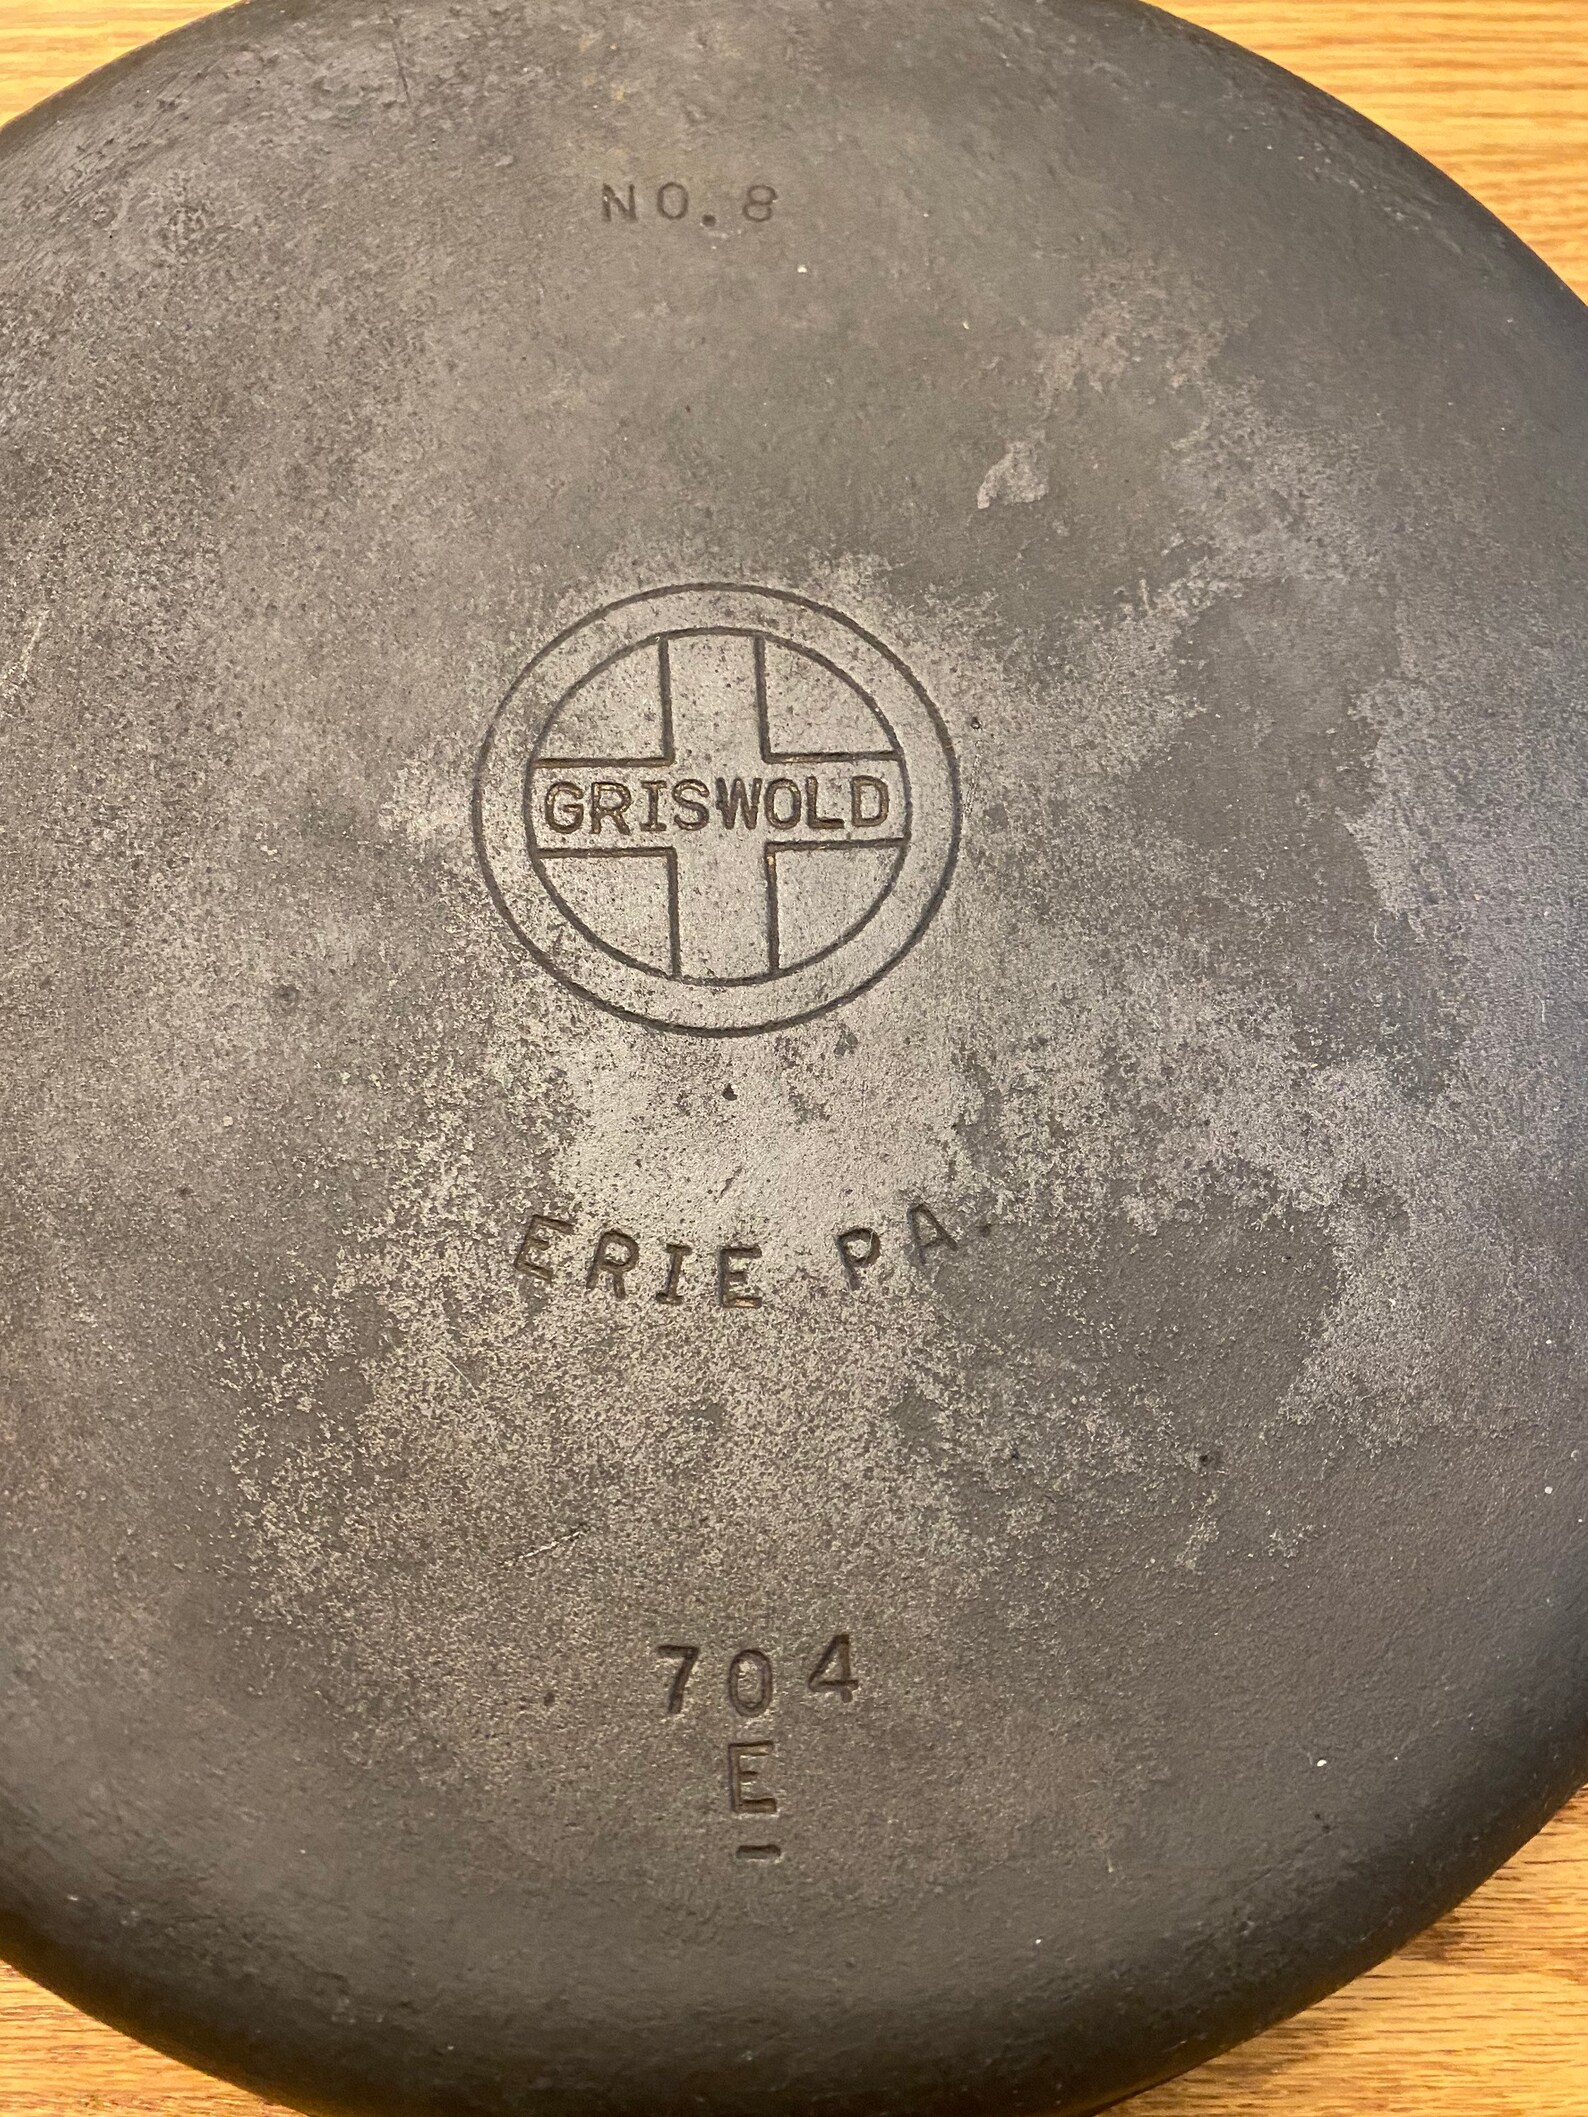 NO. 8
GRISWOLD
ERIE PA.
704
E
-